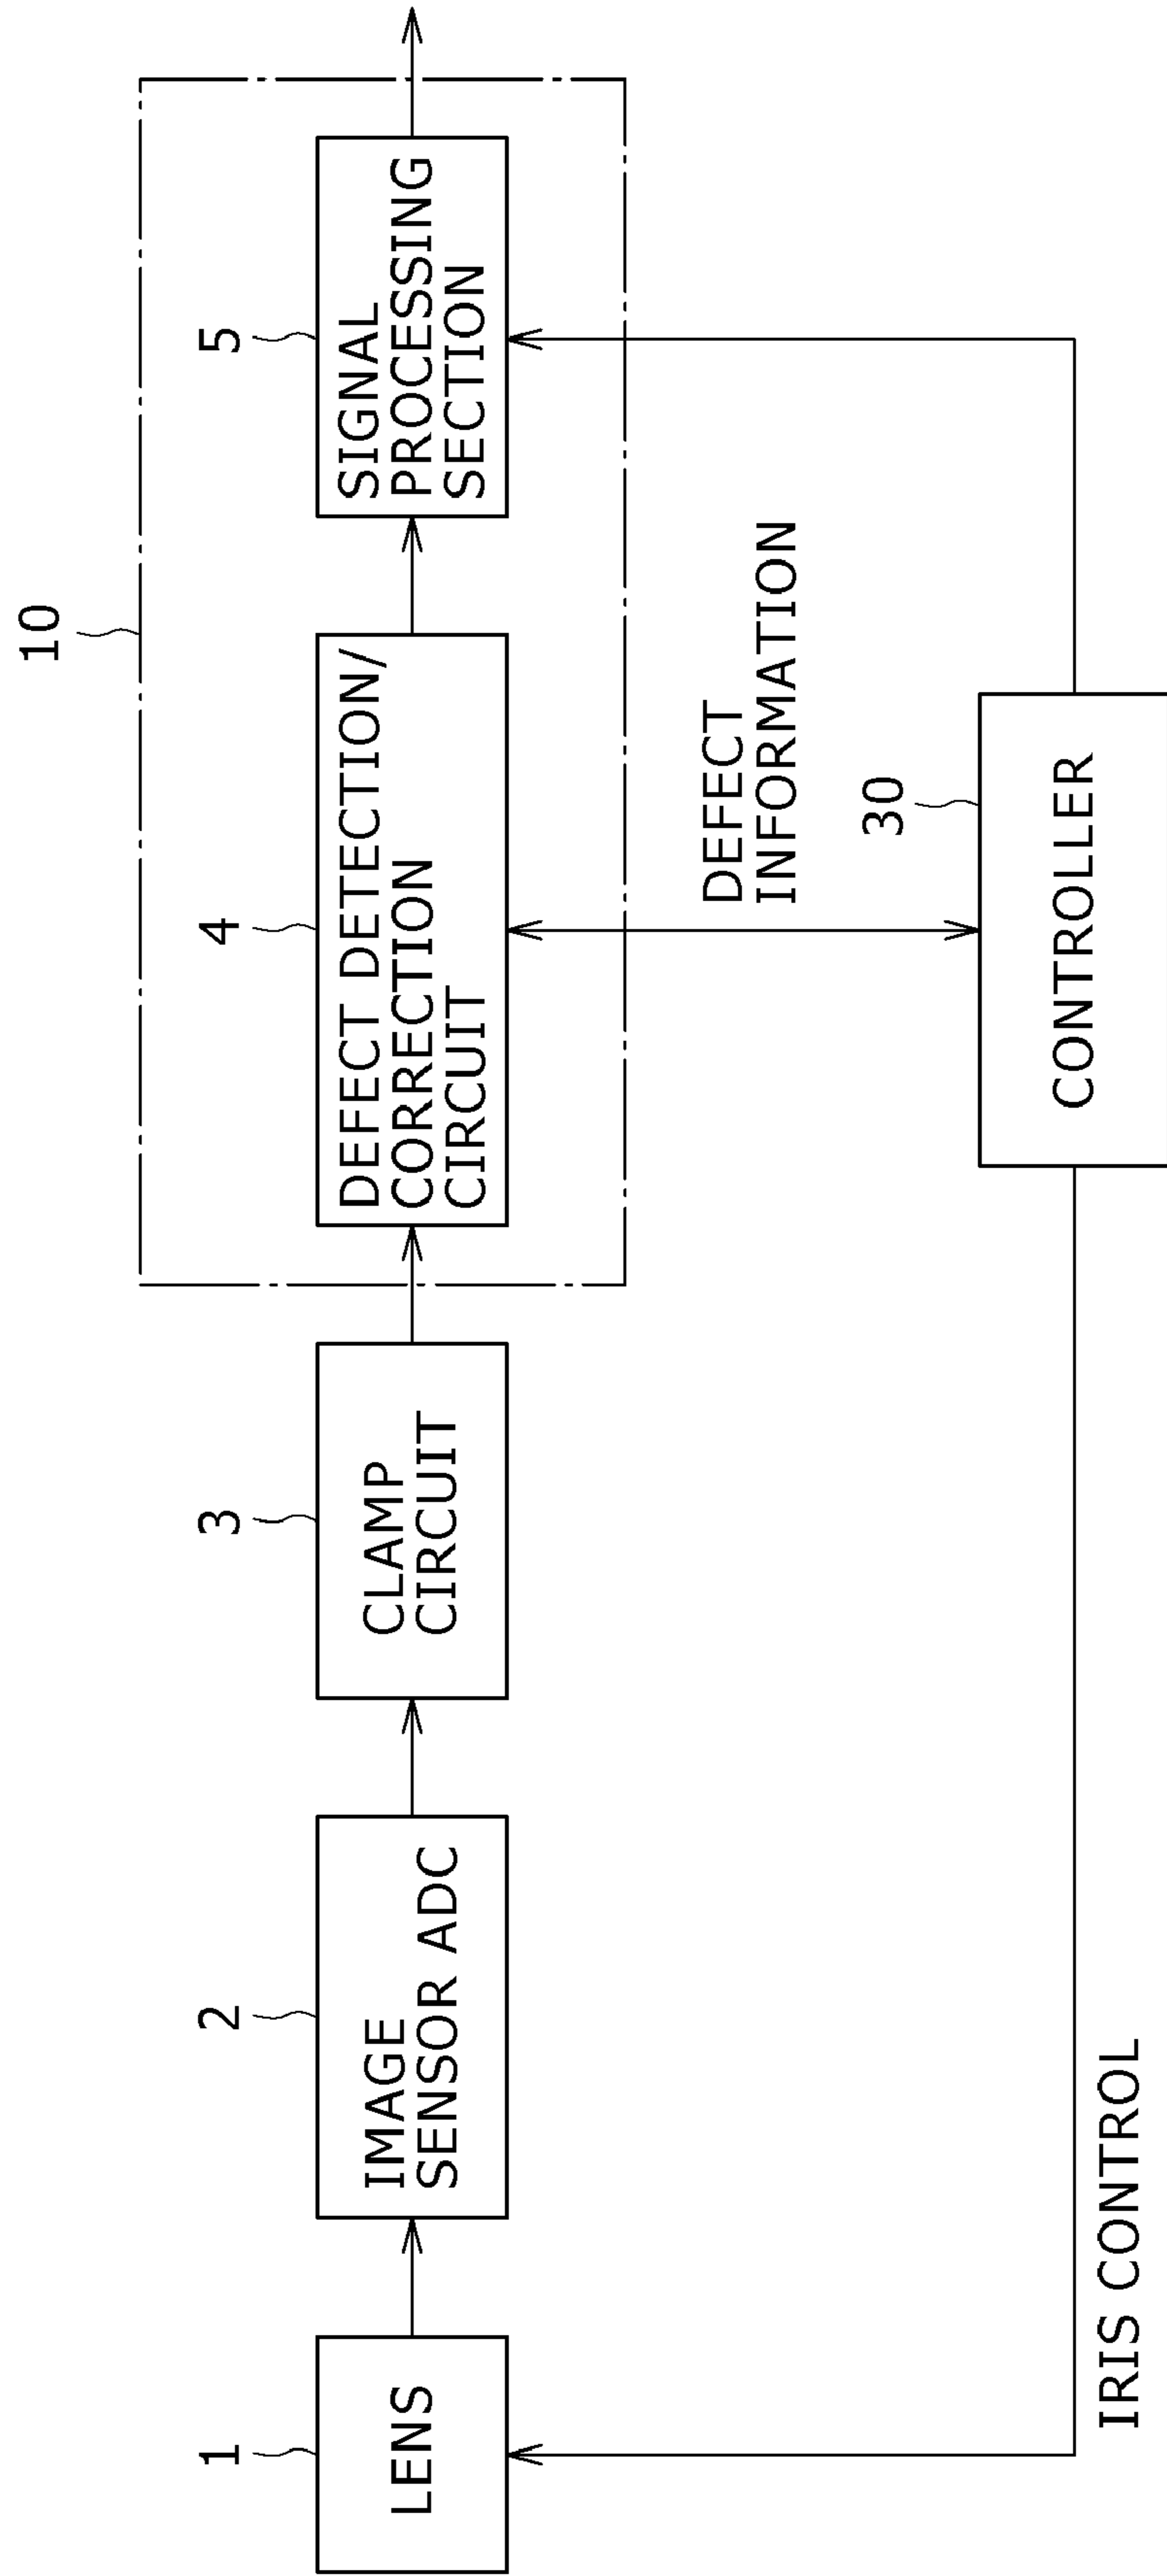 10
1
2
3
4
5
LENS
IMAGE
SENSOR ADC
CLAMP
CIRCUIT
DEFECT DETECTION/
CORRECTION
CIRCUIT
SIGNAL
PROCESSING
SECTION
DEFECT
INFORMATION
30
CONTROLLER
IRIS CONTROL